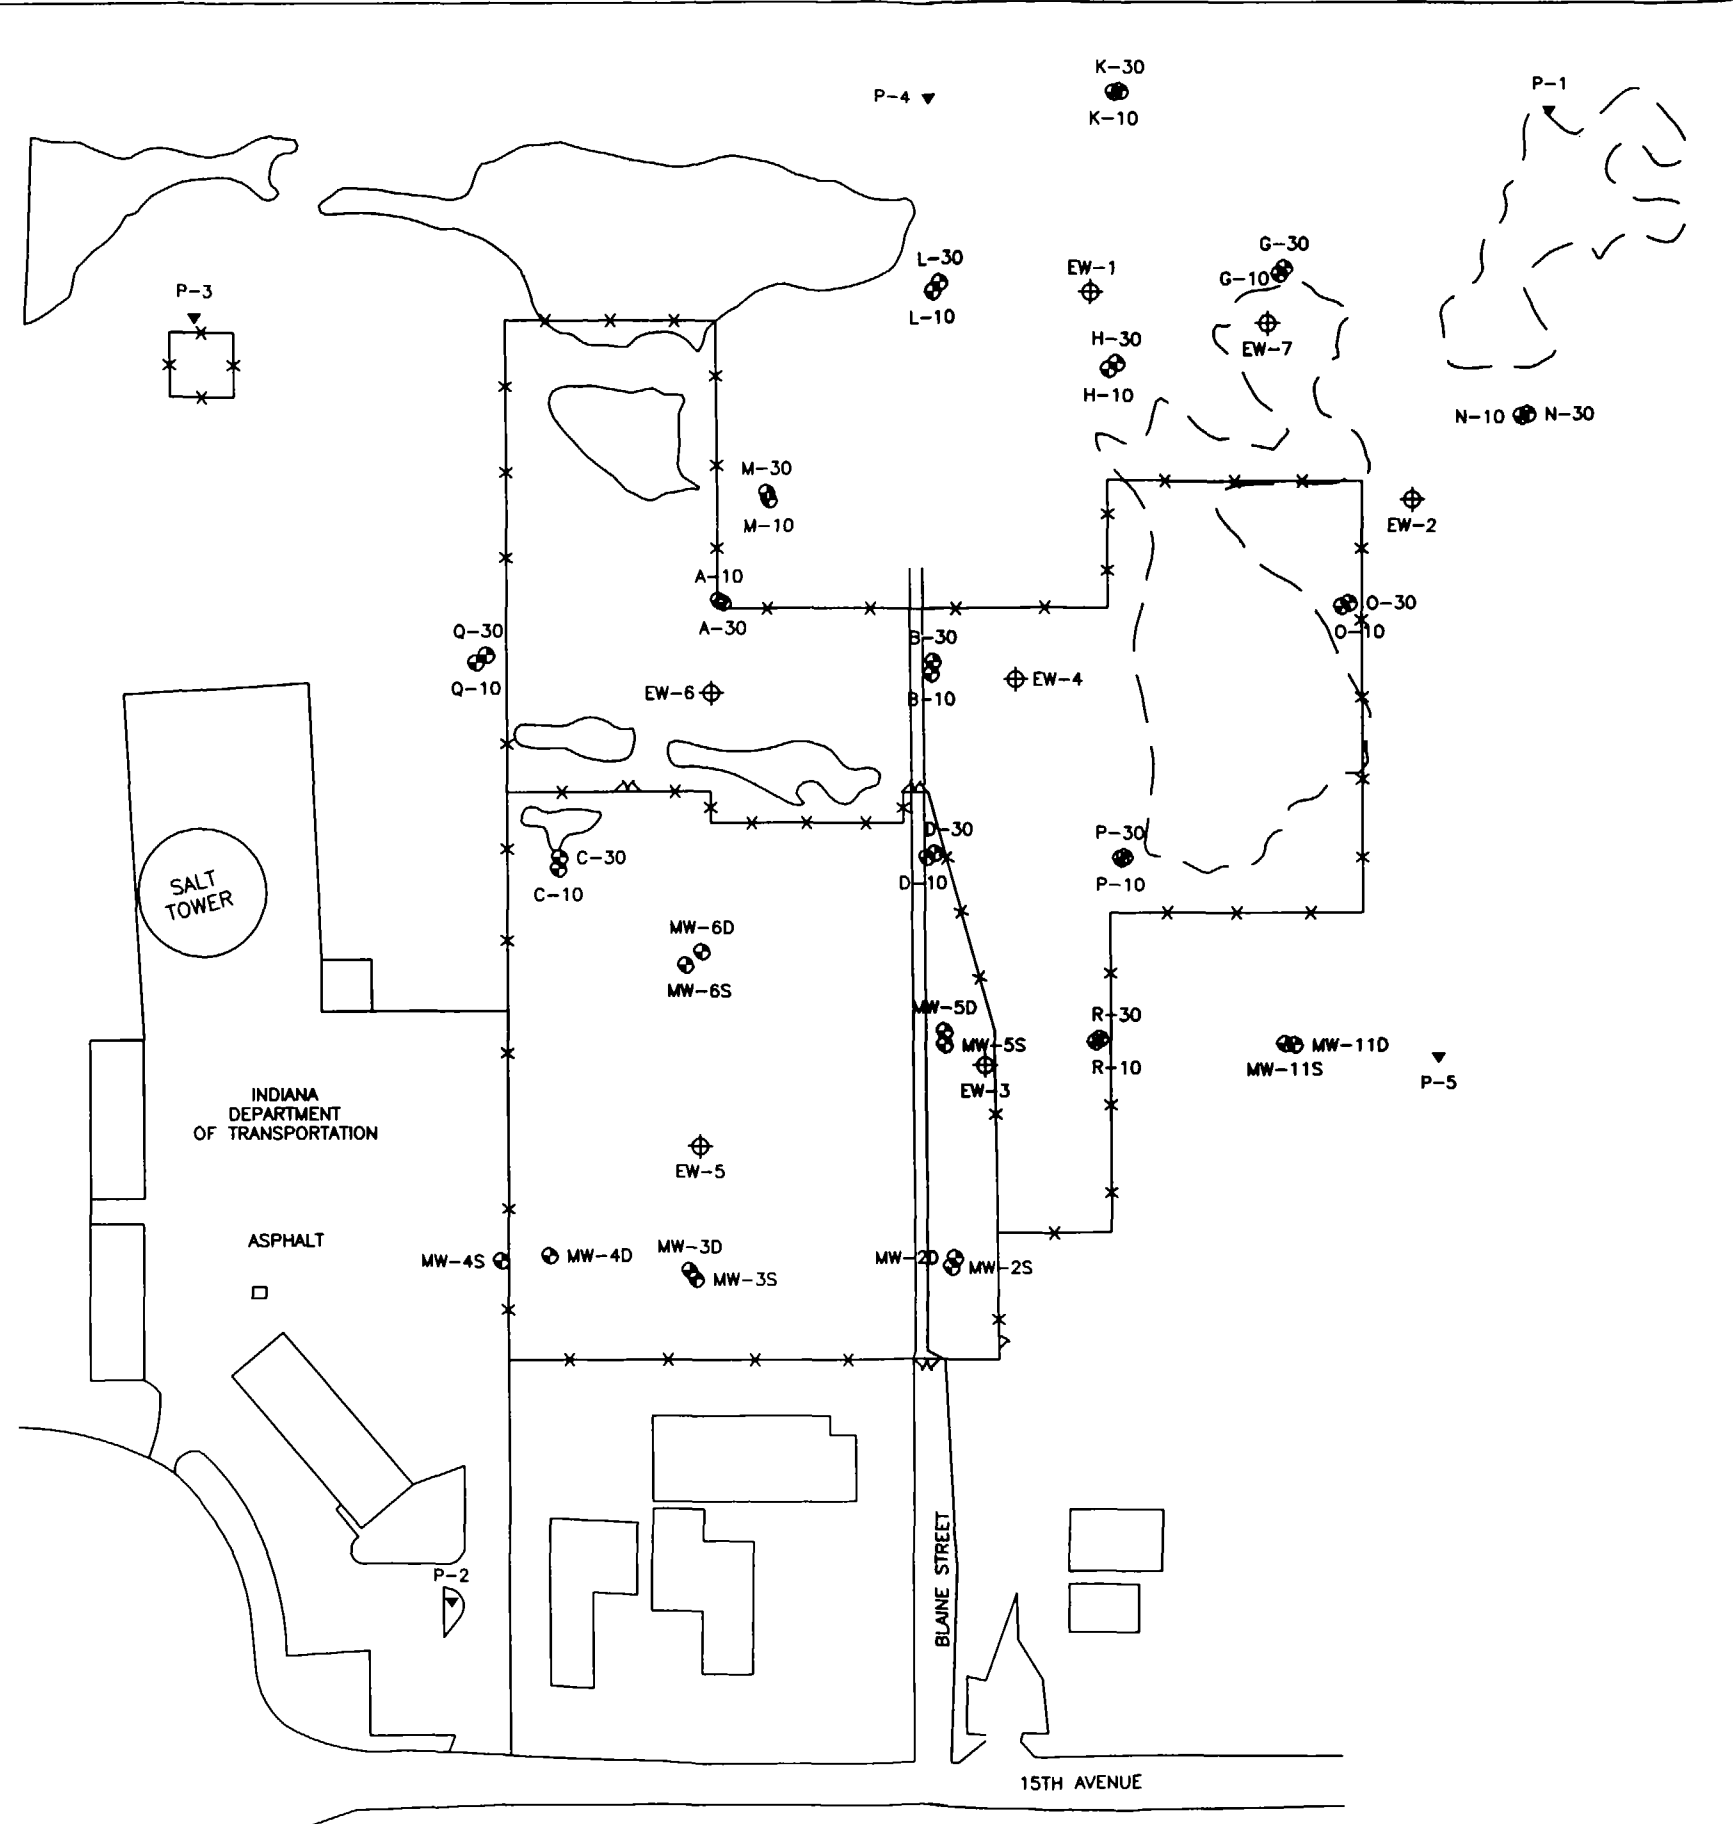 K-30
P-4
K-10
P-1
G-30
L-30
EW-1
G-10
P-3
L-10
H-30
EW-7
H-10
N-10
N-30
M-30
M-10
EW-2
A-10
O-30
A-30
O-10
Q-30
B-30
EW-4
Q-10
EW-6
B-10
D-30
P-30
C-30
C-10
D-10
P-10
SALT
TOWER
MW-6D
MW-6S
MW-5D
R-30
MW-5S
MW-11D
R-10
MW-11S
P-5
EW-3
INDIANA
DEPARTMENT
OF TRANSPORTATION
EW-5
ASPHALT
MW-3D
MW-4S
MW-4D
MW-2D
MW-3S
MW-2S
BLAINE STREET
P-2
15TH AVENUE